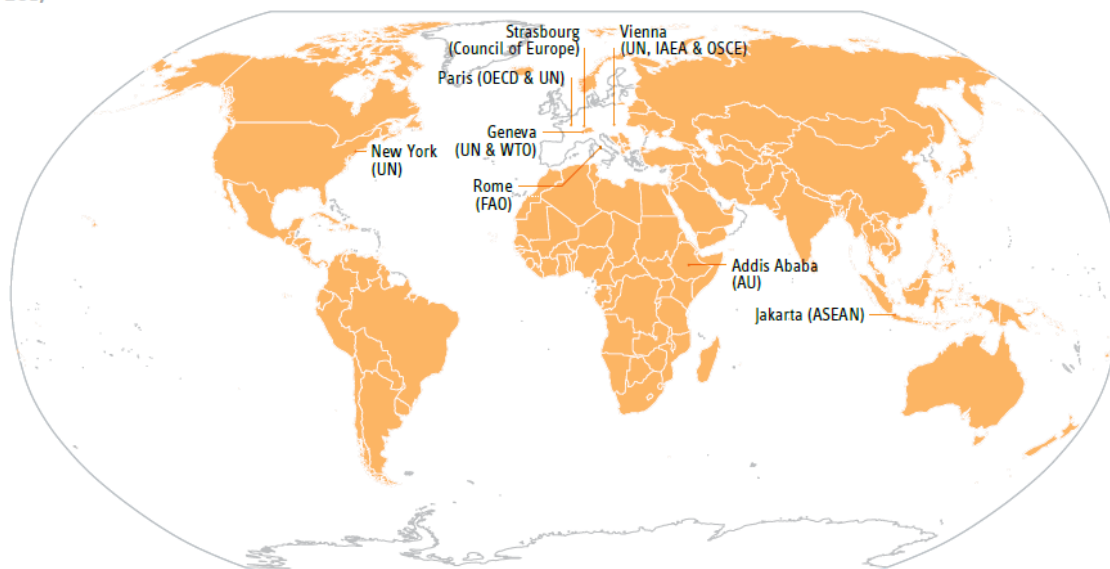 Strasbourg
(Council of Europe)
Vienna
(UN, IAEA & OSCE)
Paris (OECD & UN)
Geneva
(UN & WTO)
New York
(UN)
Rome
(FAO)
Addis Ababa
(AU)
Jakarta (ASEAN)